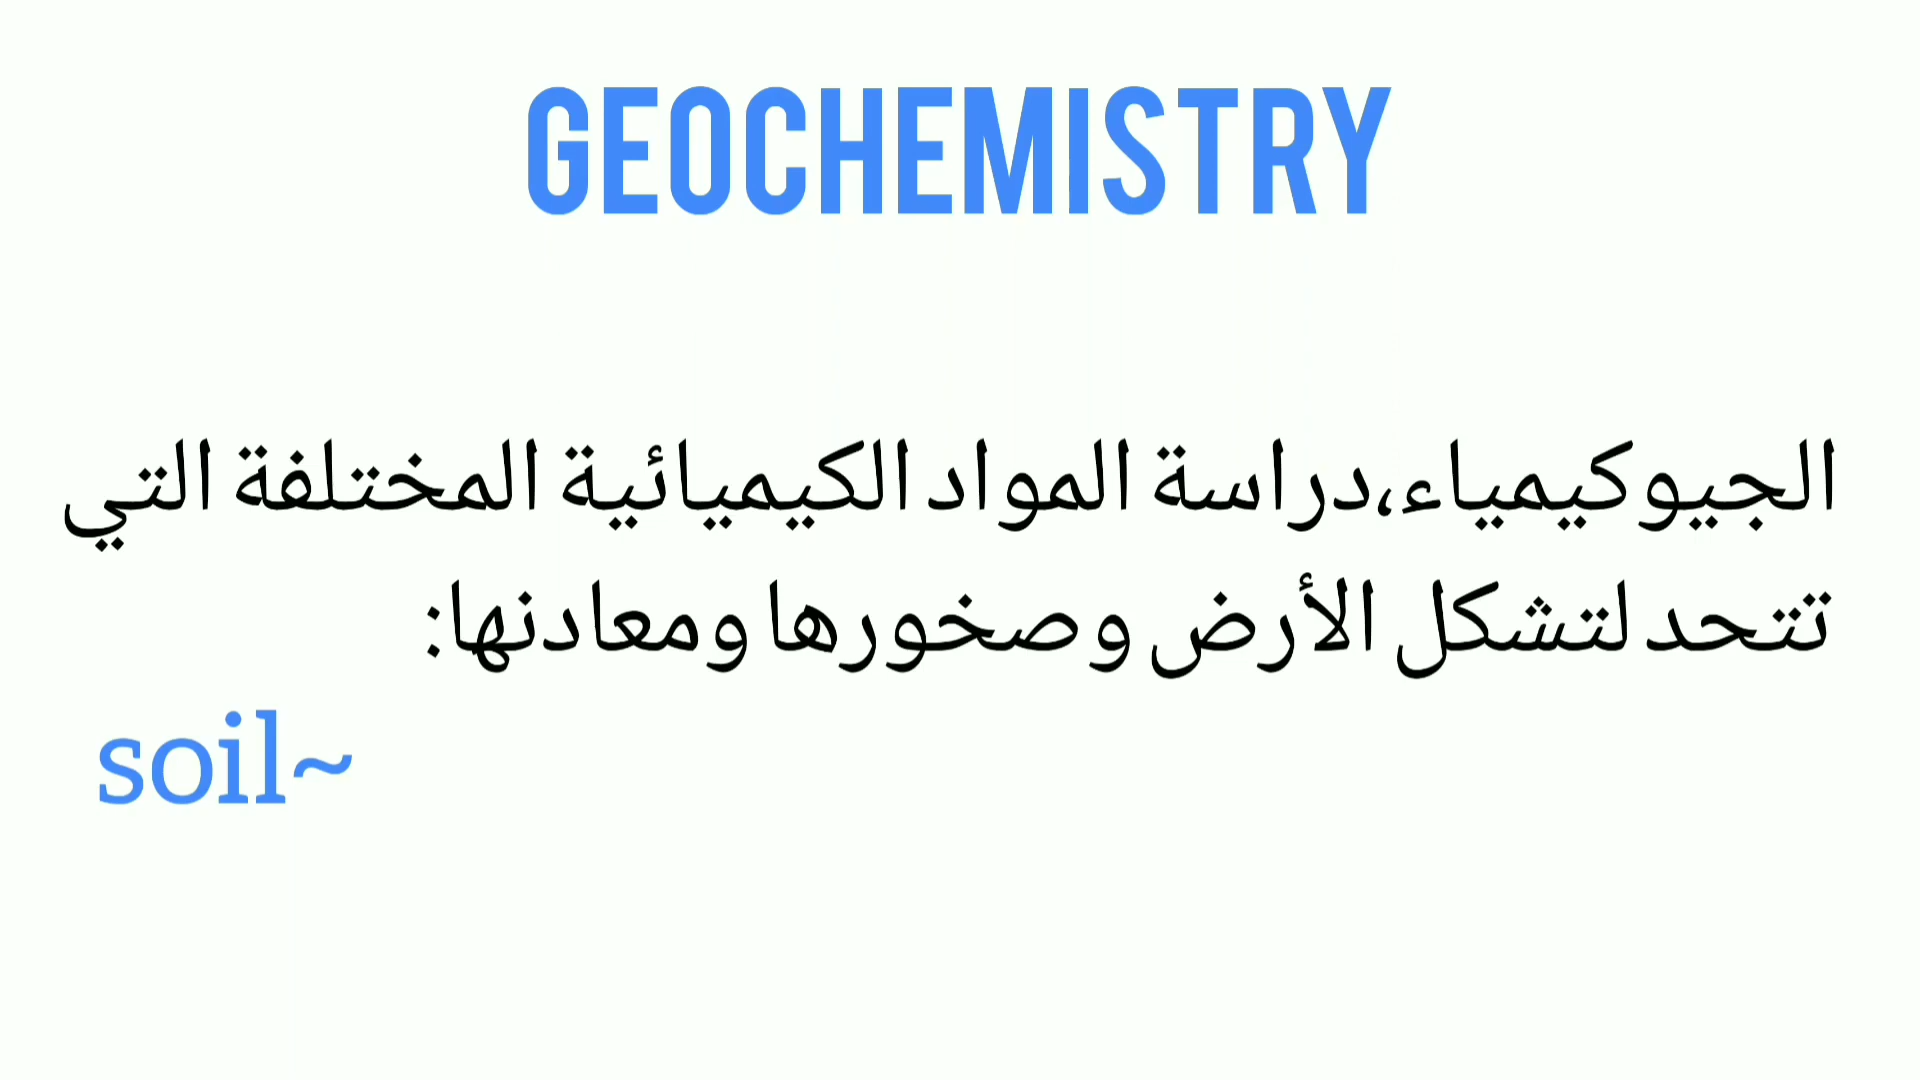 GEOCHEMISTRY
الجيوكيمياء،دراسة المواد الكيميائية المختلفة التي
تتحد لتشكل الأرض وصخورها ومعادنها:
soil~